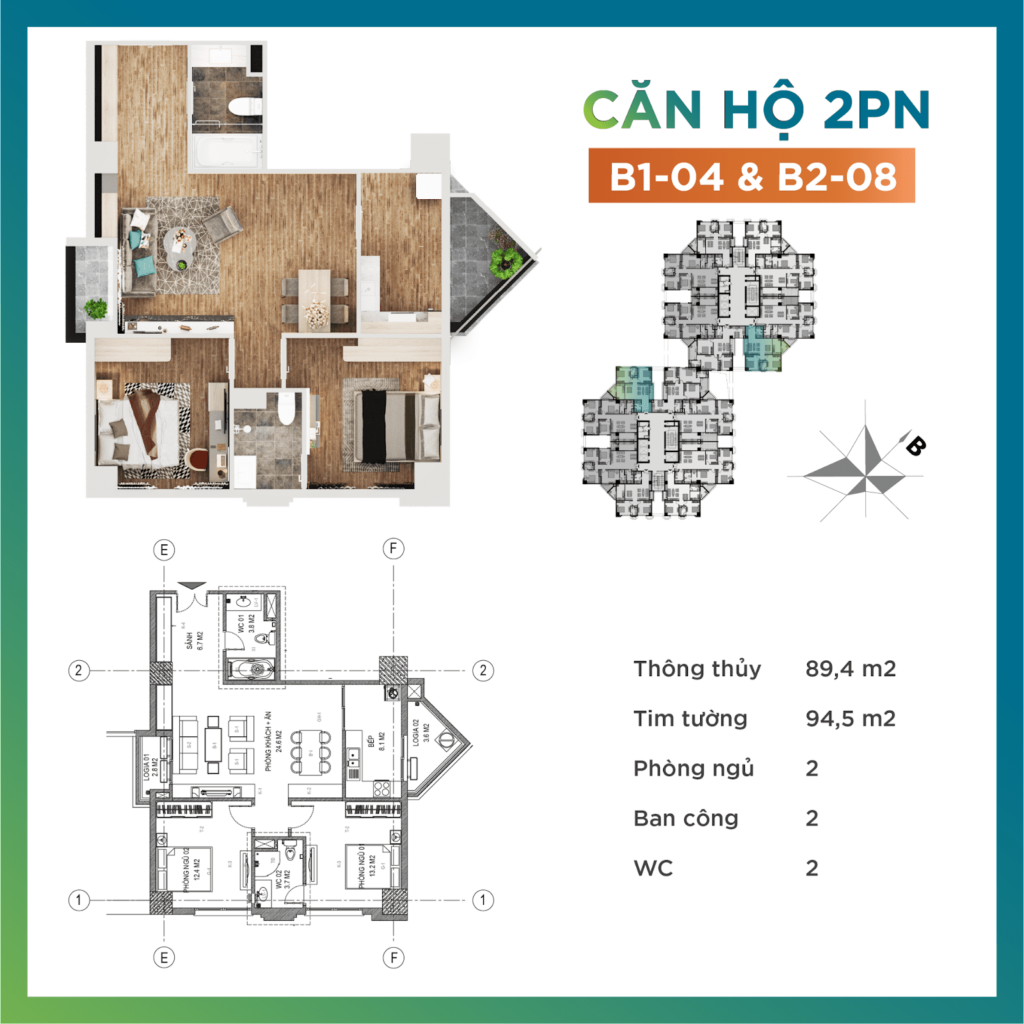 CĂN HỘ 2PN
B1-04 & B2-08
B
E
F
SẢNH
6.7 M2
WC 01
3.8 M2
2
2
PHÒNG KHÁCH + ĂN
24.6 M2
BẾP
8.1 M2
LOGIA 02
3.6 M2
LOGIA 01
2.8 M2
PHÒNG NGỦ 02
12.4 M2
WC 02
3.7 M2
PHÒNG NGỦ 01
13.2 M2
1
1
E
F
Thông thủy 89,4 m2
Tim tường 94,5 m2
Phòng ngủ 2
Ban công 2
WC 2